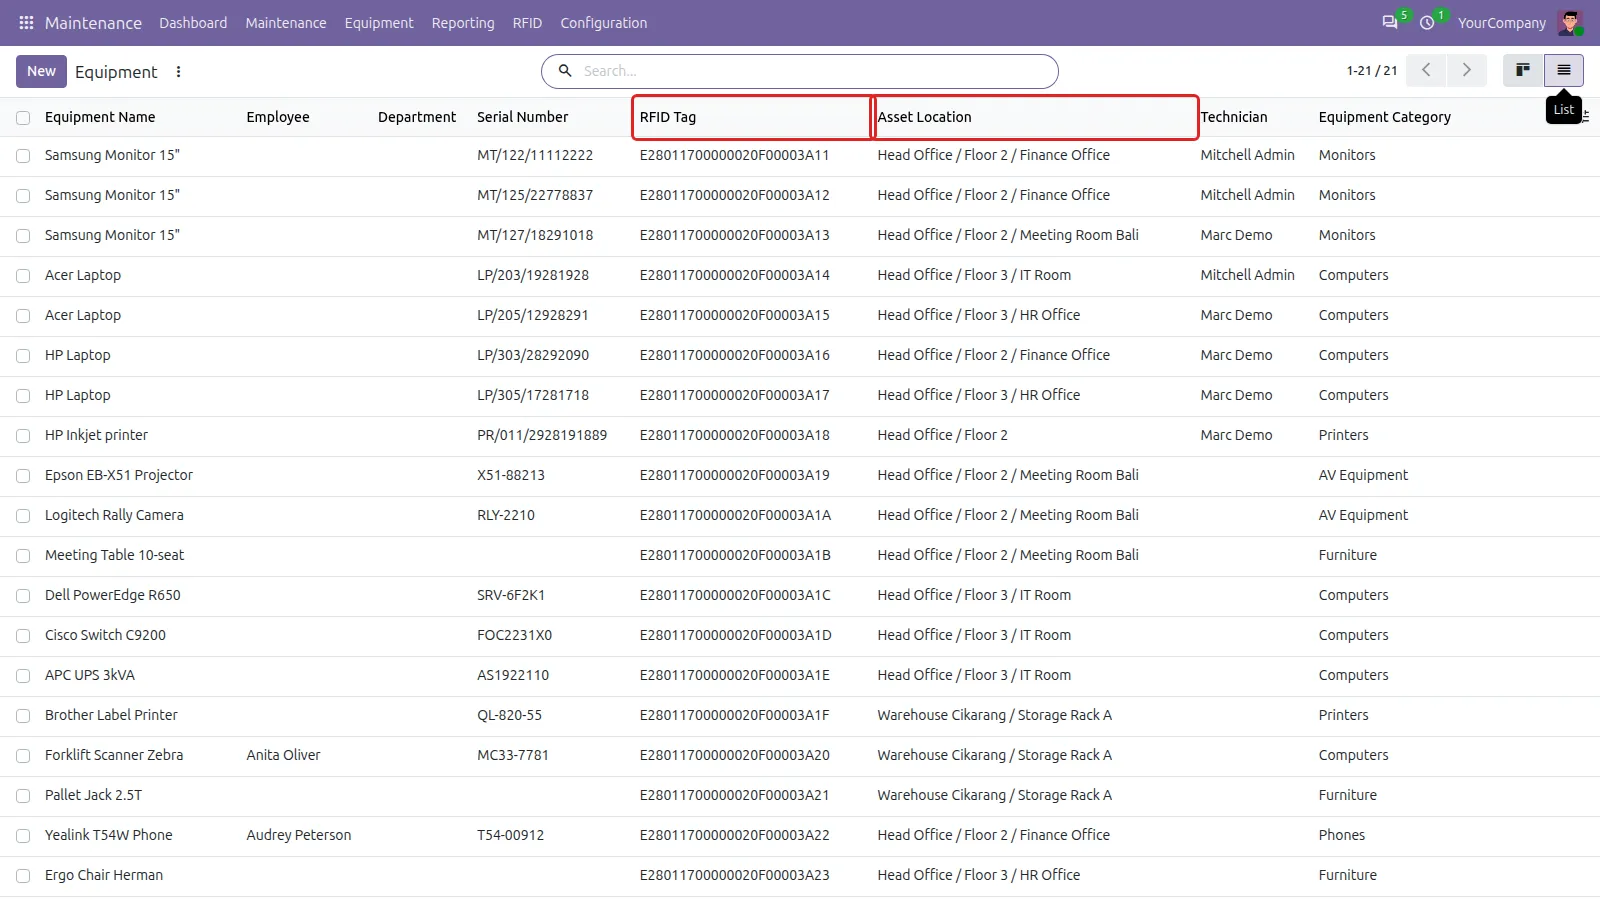 Maintenance Dashboard Maintenance Equipment Reporting RFID Configuration 5 1 YourCompany
New Equipment Search... 1-21 / 21
List
Equipment Name Employee Department Serial Number RFID Tag Asset Location Technician Equipment Category
Samsung Monitor 15" MT/122/11112222 E28011700000020F00003A11 Head Office / Floor 2 / Finance Office Mitchell Admin Monitors
Samsung Monitor 15" MT/125/22778837 E28011700000020F00003A12 Head Office / Floor 2 / Finance Office Mitchell Admin Monitors
Samsung Monitor 15" MT/127/18291018 E28011700000020F00003A13 Head Office / Floor 2 / Meeting Room Bali Marc Demo Monitors
Acer Laptop LP/203/19281928 E28011700000020F00003A14 Head Office / Floor 3 / IT Room Mitchell Admin Computers
Acer Laptop LP/205/12928291 E28011700000020F00003A15 Head Office / Floor 3 / HR Office Marc Demo Computers
HP Laptop LP/303/28292090 E28011700000020F00003A16 Head Office / Floor 2 / Finance Office Marc Demo Computers
HP Laptop LP/305/17281718 E28011700000020F00003A17 Head Office / Floor 3 / HR Office Marc Demo Computers
HP Inkjet printer PR/011/2928191889 E28011700000020F00003A18 Head Office / Floor 2 Marc Demo Printers
Epson EB-X51 Projector X51-88213 E28011700000020F00003A19 Head Office / Floor 2 / Meeting Room Bali AV Equipment
Logitech Rally Camera RLY-2210 E28011700000020F00003A1A Head Office / Floor 2 / Meeting Room Bali AV Equipment
Meeting Table 10-seat E28011700000020F00003A1B Head Office / Floor 2 / Meeting Room Bali Furniture
Dell PowerEdge R650 SRV-6F2K1 E28011700000020F00003A1C Head Office / Floor 3 / IT Room Computers
Cisco Switch C9200 FOC2231X0 E28011700000020F00003A1D Head Office / Floor 3 / IT Room Computers
APC UPS 3kVA AS1922110 E28011700000020F00003A1E Head Office / Floor 3 / IT Room Computers
Brother Label Printer QL-820-55 E28011700000020F00003A1F Warehouse Cikarang / Storage Rack A Printers
Forklift Scanner Zebra Anita Oliver MC33-7781 E28011700000020F00003A20 Warehouse Cikarang / Storage Rack A Computers
Pallet Jack 2.5T E28011700000020F00003A21 Warehouse Cikarang / Storage Rack A Furniture
Yealink T54W Phone Audrey Peterson T54-00912 E28011700000020F00003A22 Head Office / Floor 2 / Finance Office Phones
Ergo Chair Herman E28011700000020F00003A23 Head Office / Floor 3 / HR Office Furniture